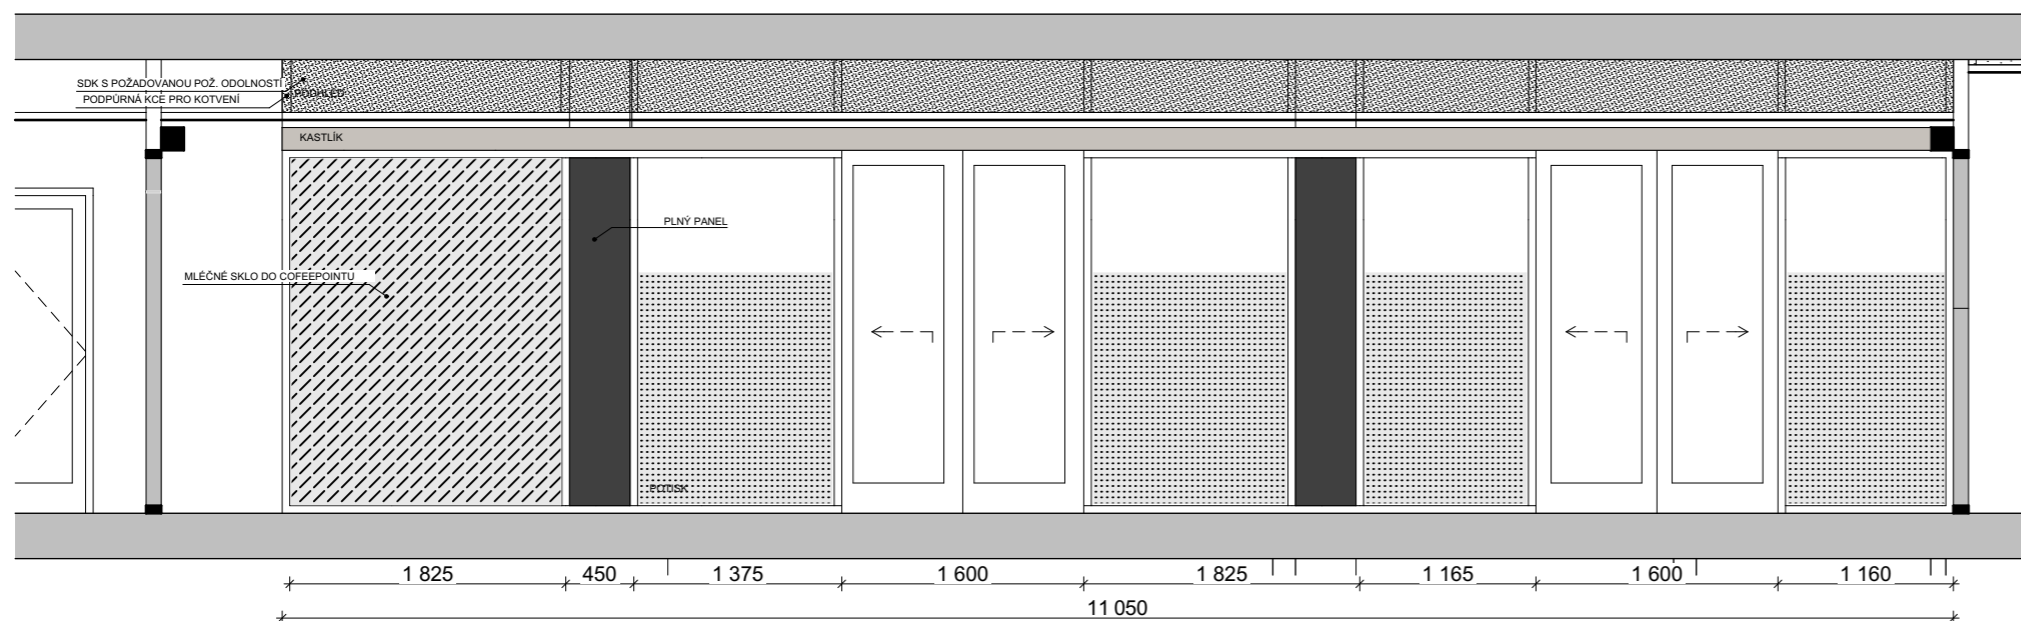 SDK S POŽADOVANOU POŽ. ODOLNOSTÍ
PODHLED
PODPŮRNÁ KCE PRO KOTVENÍ
KASTLÍK
PLNÝ PANEL
MLÉČNÉ SKLO DO COFEEPOINTU
POTISK
1 825
450
1 375
1 600
1 825
1 165
1 600
1 160
11 050